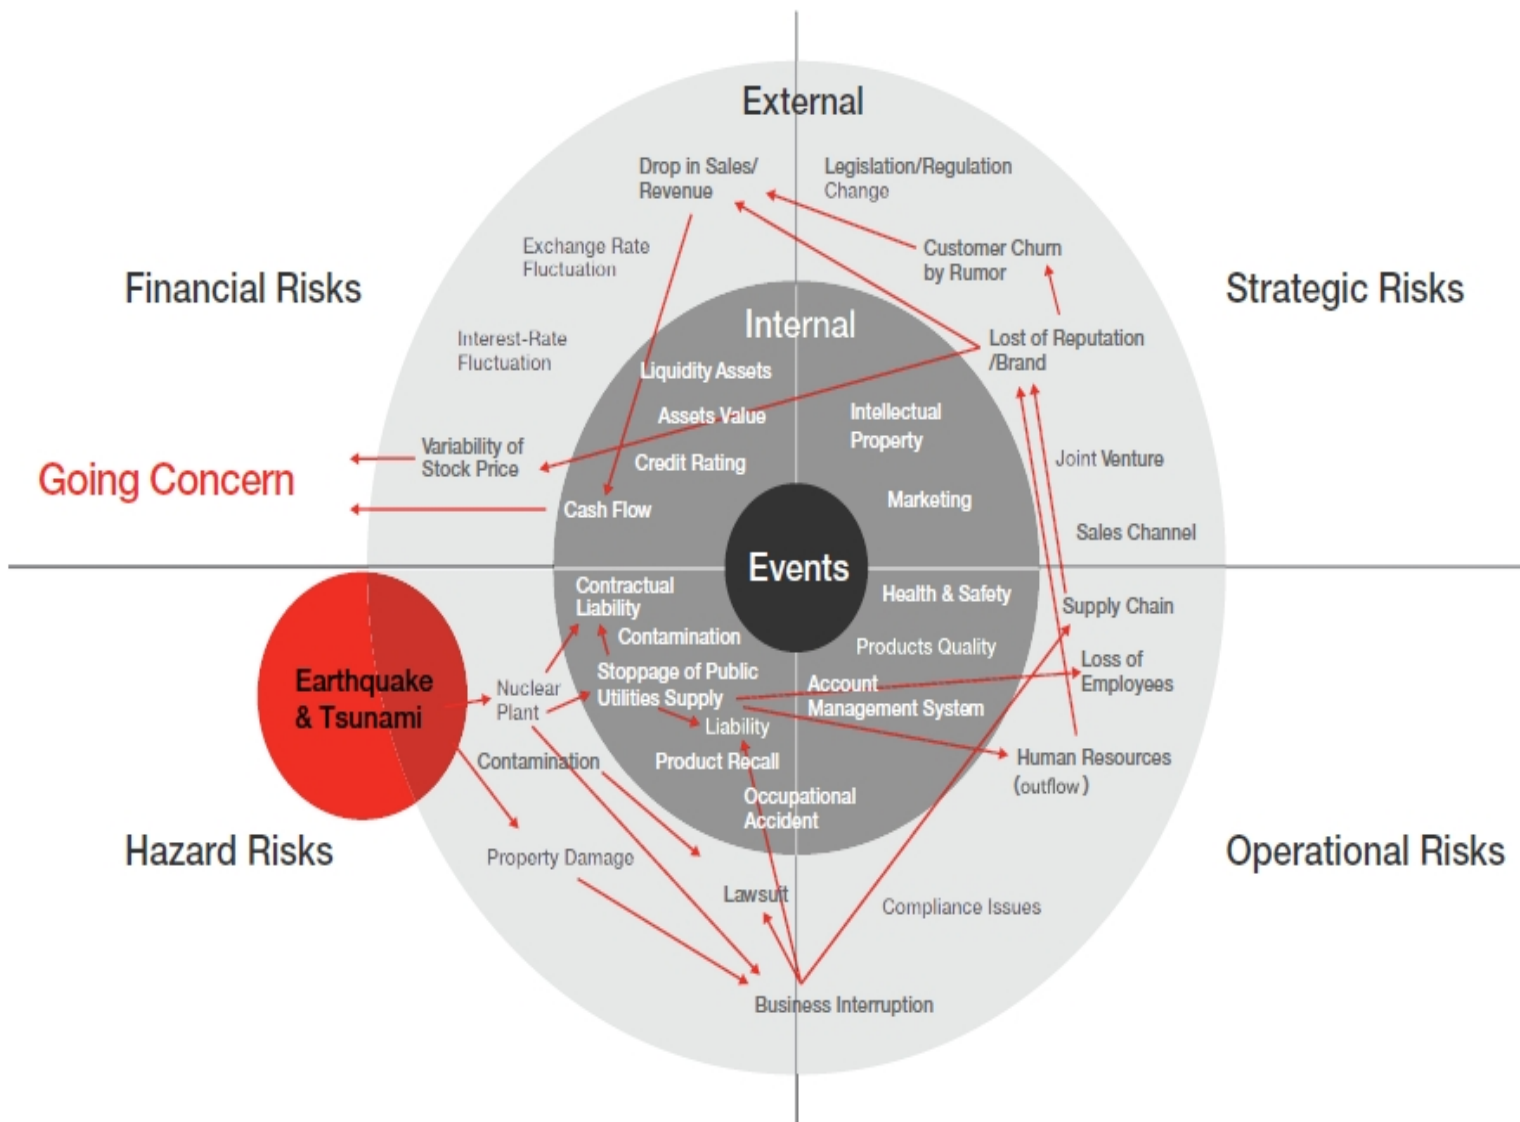 External
Drop in Sales/
Revenue
Legislation/Regulation
Change
Exchange Rate
Fluctuation
Customer Churn
by Rumor
Financial Risks
Strategic Risks
Internal
Interest-Rate
Fluctuation
Lost of Reputation
/Brand
Liquidity Assets
Assets Value
Intellectual
Property
Variability of
Stock Price
Credit Rating
Joint Venture
Going Concern
Cash Flow
Marketing
Sales Channel
Events
Contractual
Liability
Health & Safety
Supply Chain
Contamination
Products Quality
Earthquake
& Tsunami
Nuclear
Plant
Stoppage of Public
Utilities Supply
Account
Management System
Loss of
Employees
Liability
Contamination
Product Recall
Human Resources
(outflow)
Occupational
Accident
Hazard Risks
Property Damage
Operational Risks
Lawsuit
Compliance Issues
Business Interruption